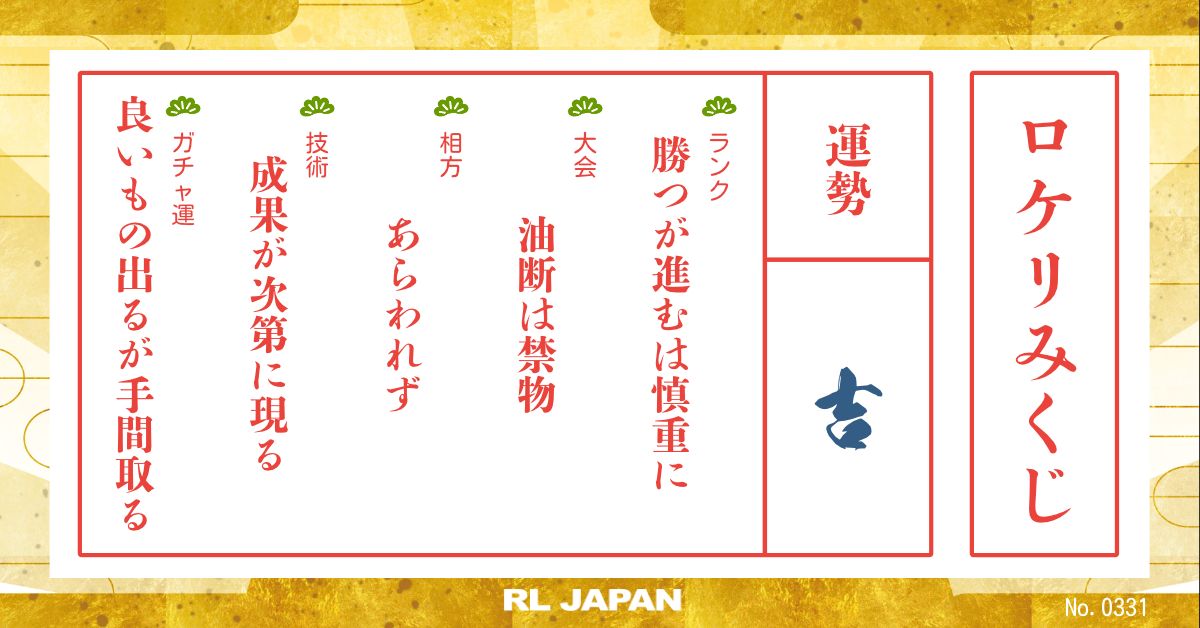 ロケリみくじ
運勢
吉
ランク
勝つが進むは慎重に
大会
油断は禁物
相方
あらわれず
技術
成果が次第に現る
ガチャ運
良いもの出るが手間取る
RL JAPAN
No. 0331